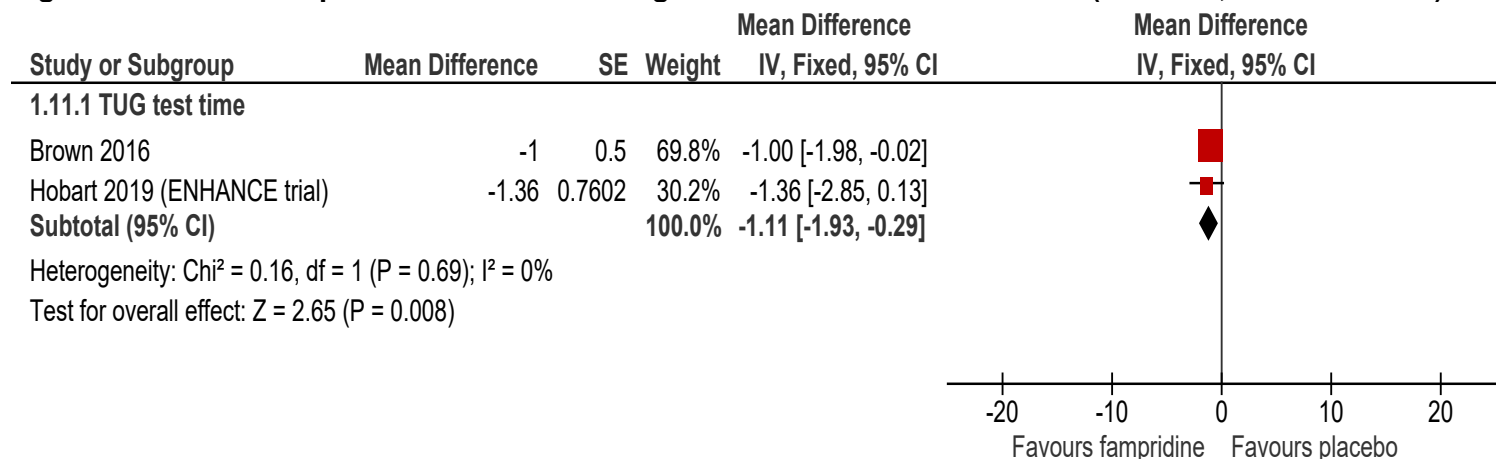 Mean Difference Mean Difference
Study or Subgroup Mean Difference SE Weight IV, Fixed, 95% CI IV, Fixed, 95% CI
1.11.1 TUG test time
Brown 2016 -1 0.5 69.8% -1.00 [-1.98, -0.02]
Hobart 2019 (ENHANCE trial) -1.36 0.7602 30.2% -1.36 [-2.85, 0.13]
Subtotal (95% CI) 100.0% -1.11 [-1.93, -0.29]
Heterogeneity: Chi² = 0.16, df = 1 (P = 0.69); I² = 0%
Test for overall effect: Z = 2.65 (P = 0.008)
-20 -10 0 10 20
Favours fampridine Favours placebo